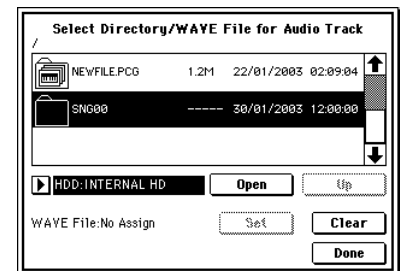 Select Directory/WAVE File for Audio Track
/
NEWFILE.PCG 1.2M 22/01/2003 02:09:04
SNG00 ----- 30/01/2003 12:00:00
HDD:INTERNAL HD Open Up
WAVE File:No Assign Set Clear
Done